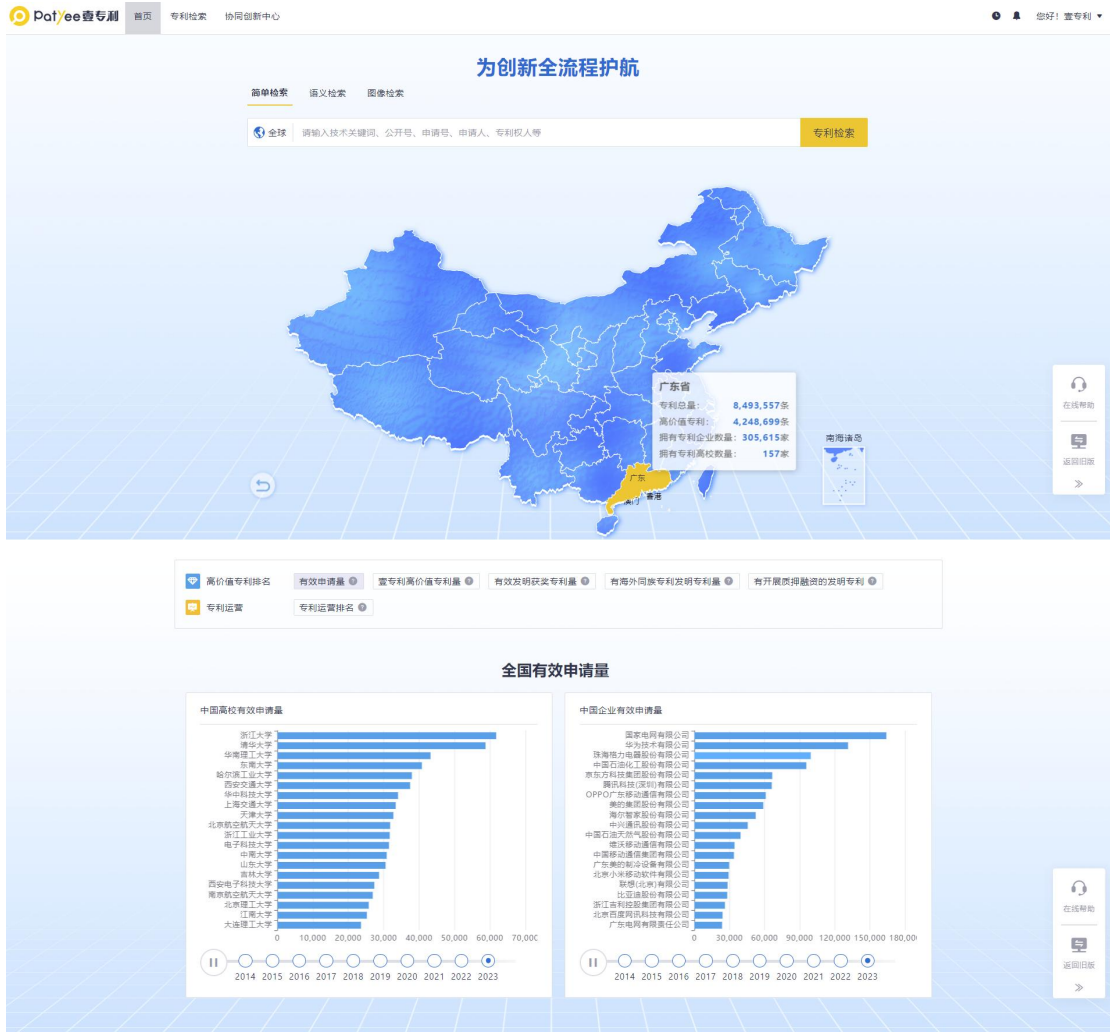 Patyee壹专利 首页 专利检索 协同创新中心 您好！壹专利
为创新全流程护航
简单检索 语义检索 图像检索
全球 请输入技术关键词、公开号、申请号、申请人、专利权人等 专利检索
广东省
专利总量： 8,493,557条
高价值专利： 4,248,699条
拥有专利企业数量： 305,615家
拥有专利高校数量： 157家
南海诸岛
广东
香港
澳门
在线帮助
返回旧版
高价值专利排名 有效申请量 壹专利高价值专利量 有效发明获奖专利量 有海外同族专利发明专利量 有开展质押融资的发明专利
专利运营 专利运营排名
全国有效申请量
中国高校有效申请量
浙江大学
清华大学
华南理工大学
东南大学
哈尔滨工业大学
西安交通大学
华中科技大学
上海交通大学
天津大学
北京航空航天大学
浙江工业大学
电子科技大学
中南大学
山东大学
吉林大学
西安电子科技大学
南京航空航天大学
北京理工大学
江南大学
大连理工大学
0 10,000 20,000 30,000 40,000 50,000 60,000 70,000
2014 2015 2016 2017 2018 2019 2020 2021 2022 2023
中国企业有效申请量
国家电网有限公司
华为技术有限公司
珠海格力电器股份有限公司
中国石油化工股份有限公司
京东方科技集团股份有限公司
腾讯科技(深圳)有限公司
OPPO广东移动通信有限公司
美的集团股份有限公司
海尔智家股份有限公司
中兴通讯股份有限公司
中国石油天然气股份有限公司
维沃移动通信有限公司
中国移动通信集团有限公司
广东美的制冷设备有限公司
北京小米移动软件有限公司
联想(北京)有限公司
比亚迪股份有限公司
浙江吉利控股集团有限公司
北京百度网讯科技有限公司
广东电网有限责任公司
0 30,000 60,000 90,000 120,000 150,000 180,00
2014 2015 2016 2017 2018 2019 2020 2021 2022 2023
在线帮助
返回旧版